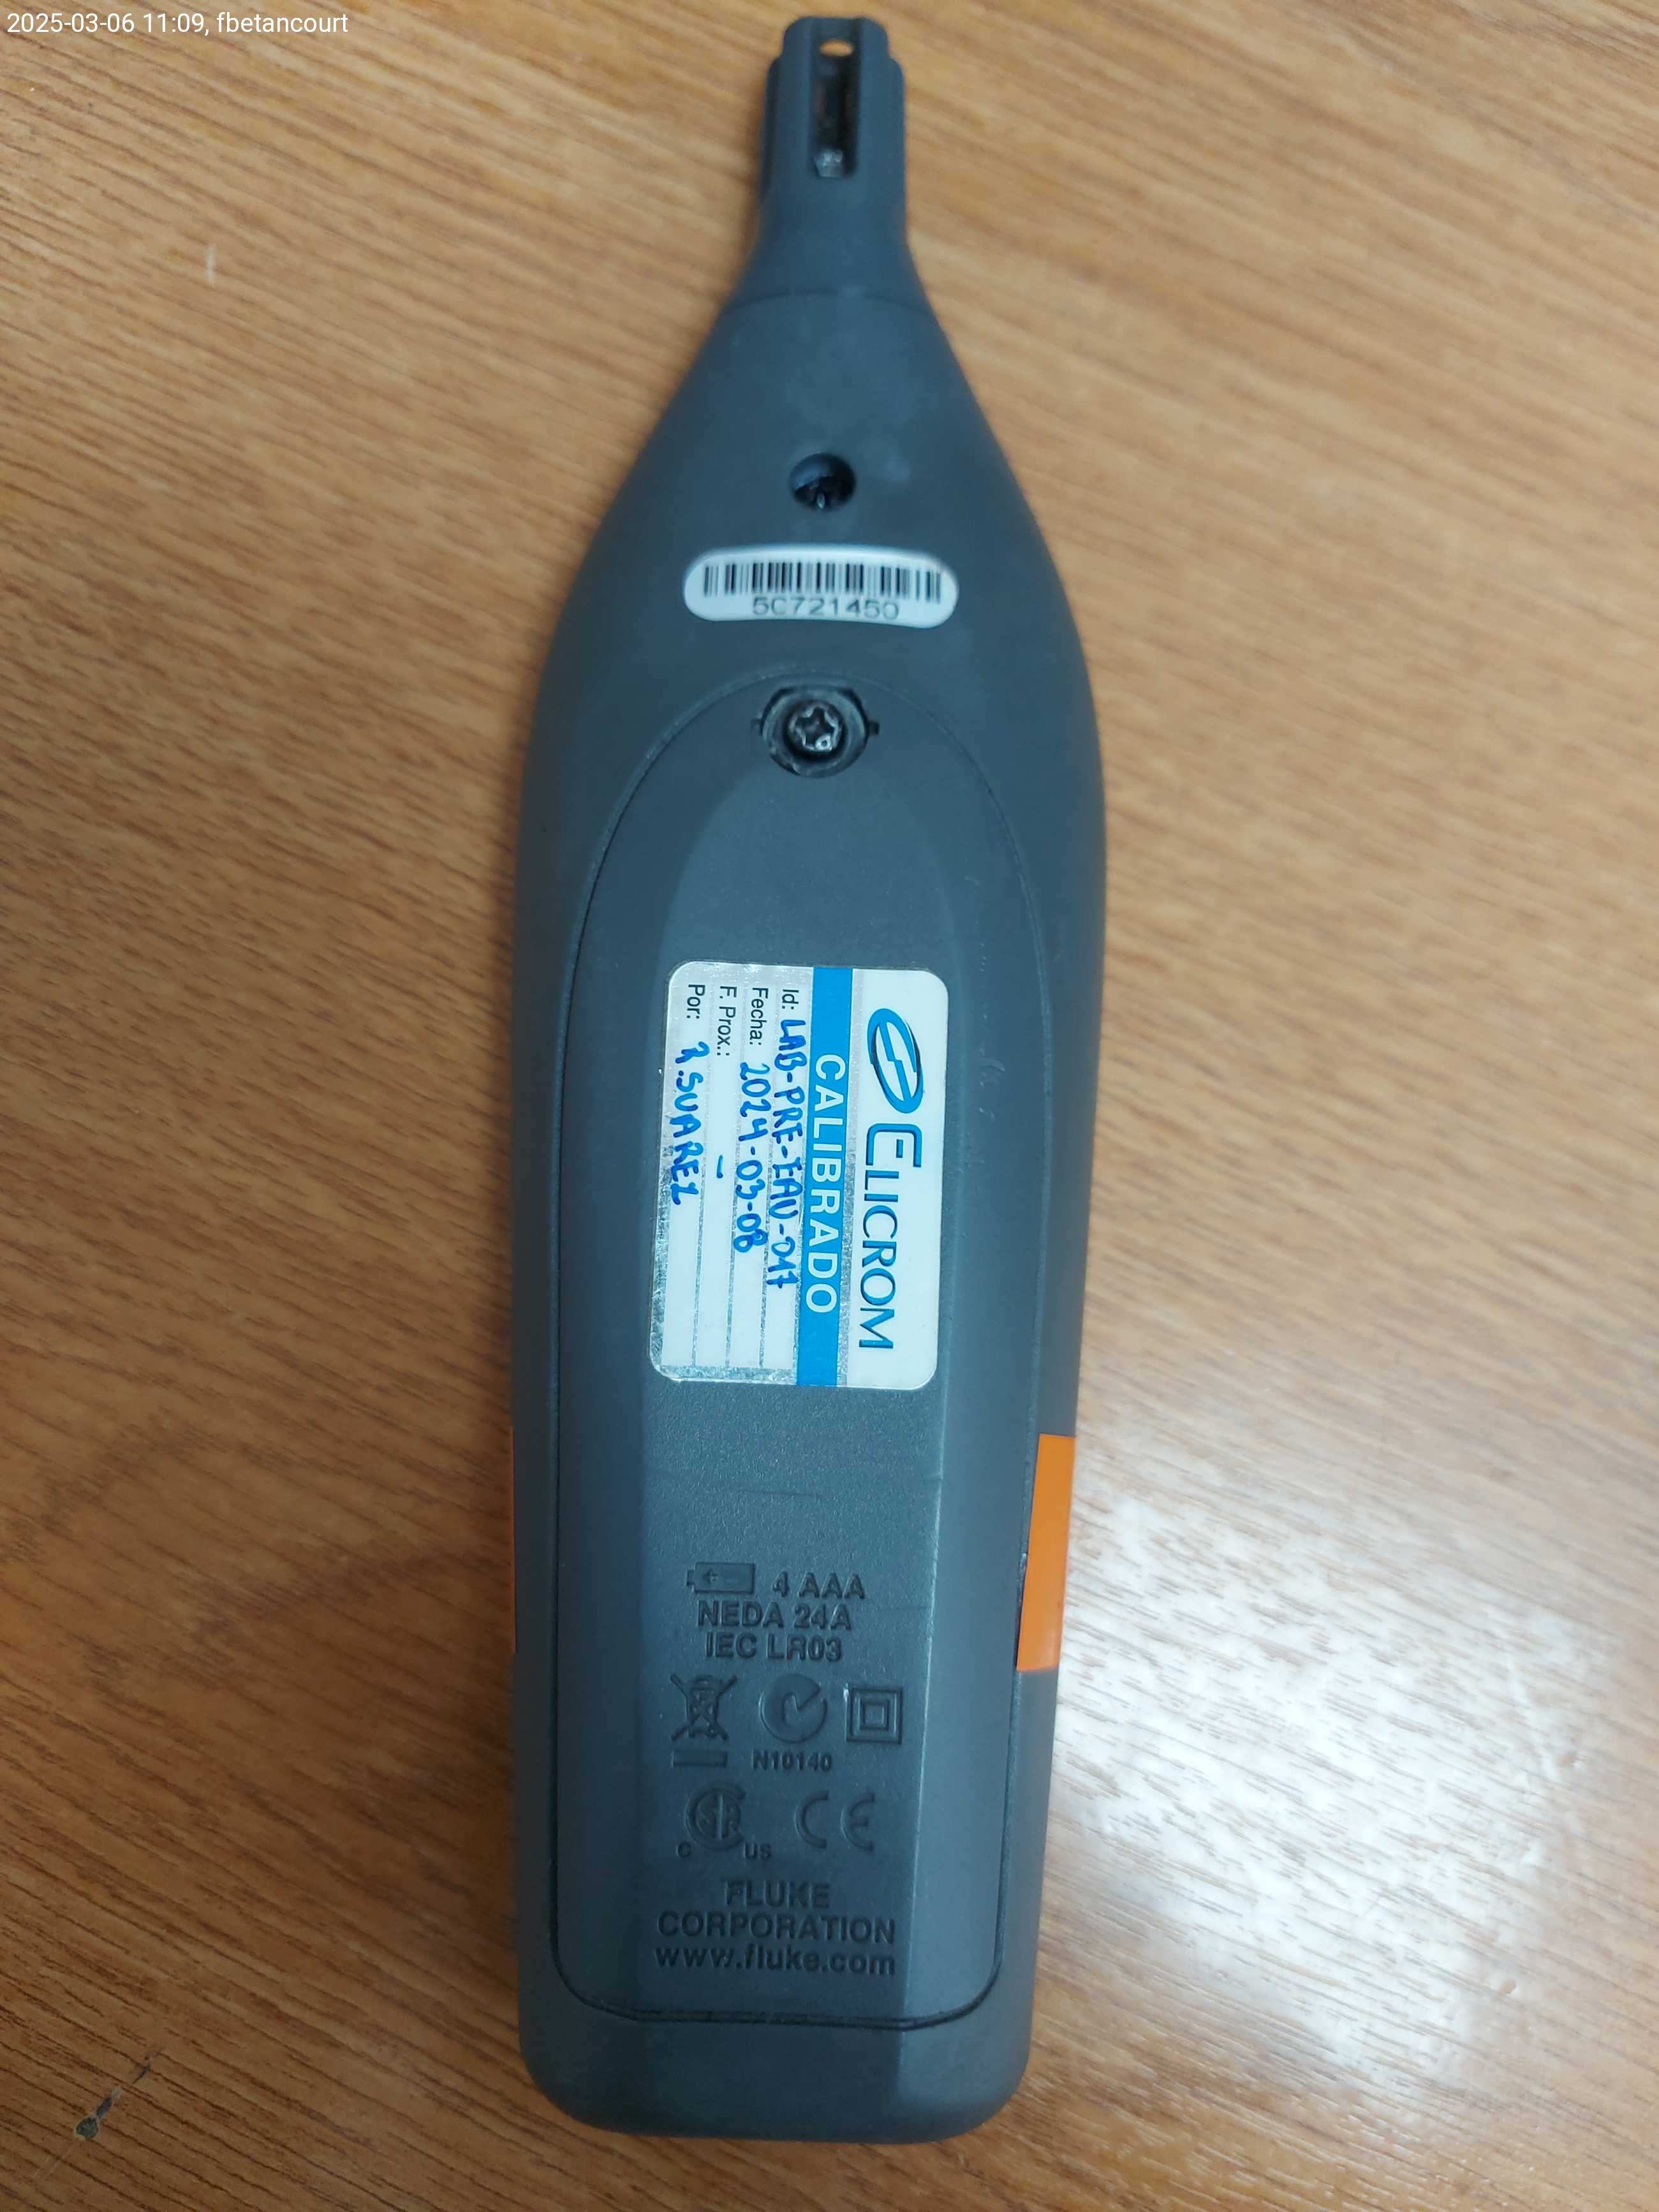 2025-03-06 11:09, fbetancourt
5C721450
ELICROM
CALIBRADO
Id: LAB-PRE-EAU-047
Fecha: 2024-03-08
F. Prox.: -
Por: R.SUAREZ
4 AAA
NEDA 24A
IEC LR03
N10140
C US
CE
FLUKE
CORPORATION
www.fluke.com